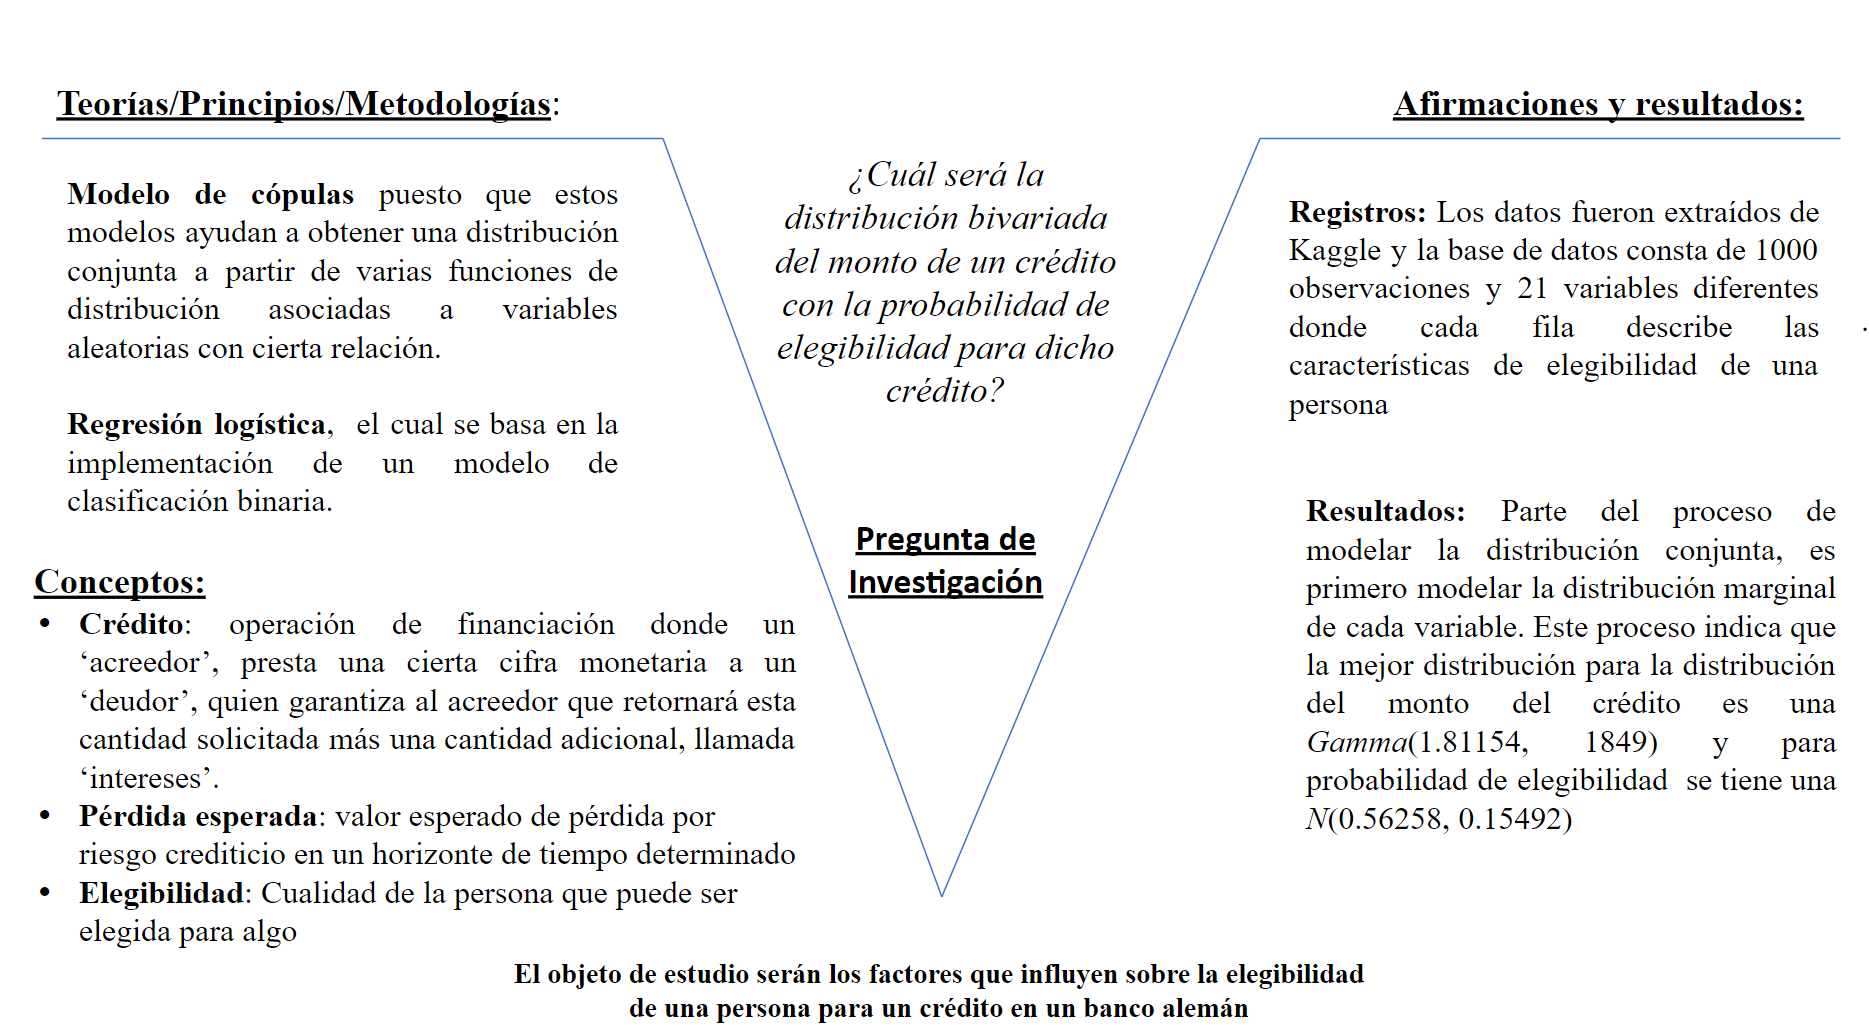 Teorías/Principios/Metodologías:
Modelo de cópulas puesto que estos
modelos ayudan a obtener una distribución
conjunta a partir de varias funciones de
distribución asociadas a variables
aleatorias con cierta relación.
Regresión logística, el cual se basa en la
implementación de un modelo de
clasificación binaria.
Conceptos:
• Crédito: operación de financiación donde un
‘acreedor’, presta una cierta cifra monetaria a un
‘deudor’, quien garantiza al acreedor que retornará esta
cantidad solicitada más una cantidad adicional, llamada
‘intereses’.
• Pérdida esperada: valor esperado de pérdida por
riesgo crediticio en un horizonte de tiempo determinado
• Elegibilidad: Cualidad de la persona que puede ser
elegida para algo
¿Cuál será la
distribución bivariada
del monto de un crédito
con la probabilidad de
elegibilidad para dicho
crédito?
Pregunta de
Investigación
Afirmaciones y resultados:
Registros: Los datos fueron extraídos de
Kaggle y la base de datos consta de 1000
observaciones y 21 variables diferentes
donde cada fila describe las
características de elegibilidad de una
persona
.
Resultados: Parte del proceso de
modelar la distribución conjunta, es
primero modelar la distribución marginal
de cada variable. Este proceso indica que
la mejor distribución para la distribución
del monto del crédito es una
Gamma(1.81154, 1849) y para
probabilidad de elegibilidad se tiene una
N(0.56258, 0.15492)
El objeto de estudio serán los factores que influyen sobre la elegibilidad
de una persona para un crédito en un banco alemán